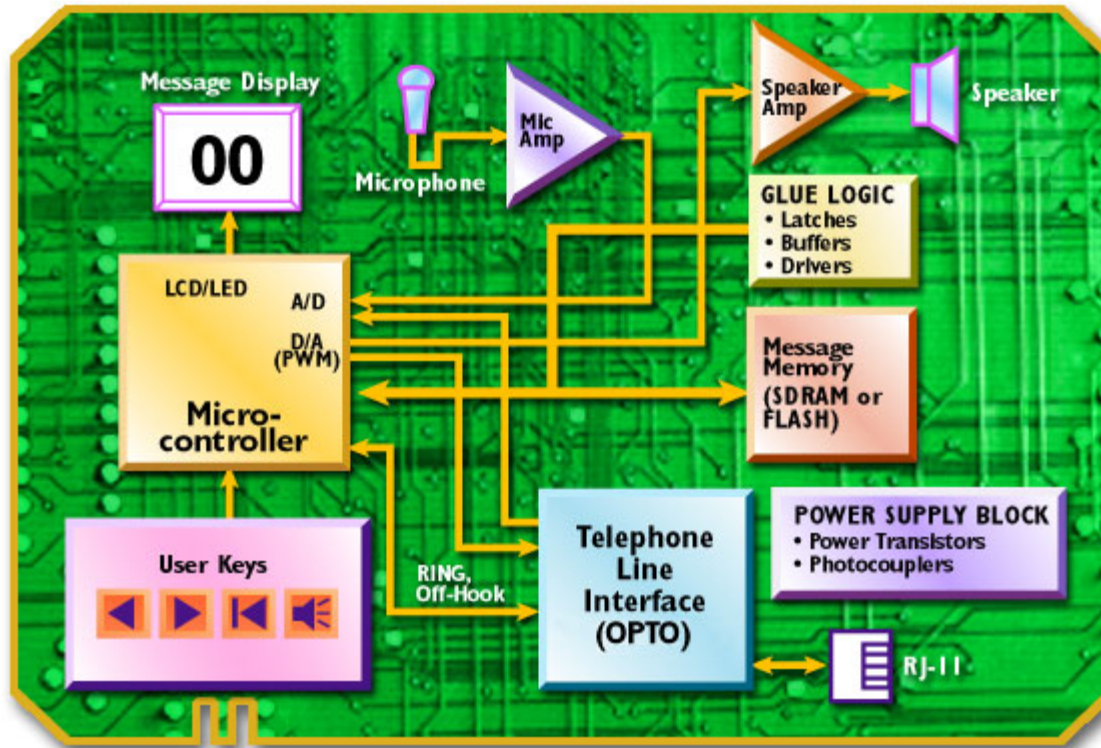 Message Display
00
Microphone
Mic
Amp
Speaker
Amp
Speaker
GLUE LOGIC
• Latches
• Buffers
• Drivers
LCD/LED
A/D
D/A
(PWM)
Micro-
controller
Message
Memory
(SDRAM or
FLASH)
User Keys
RING,
Off-Hook
Telephone
Line
Interface
(OPTO)
POWER SUPPLY BLOCK
• Power Transistors
• Photocouplers
RJ-11